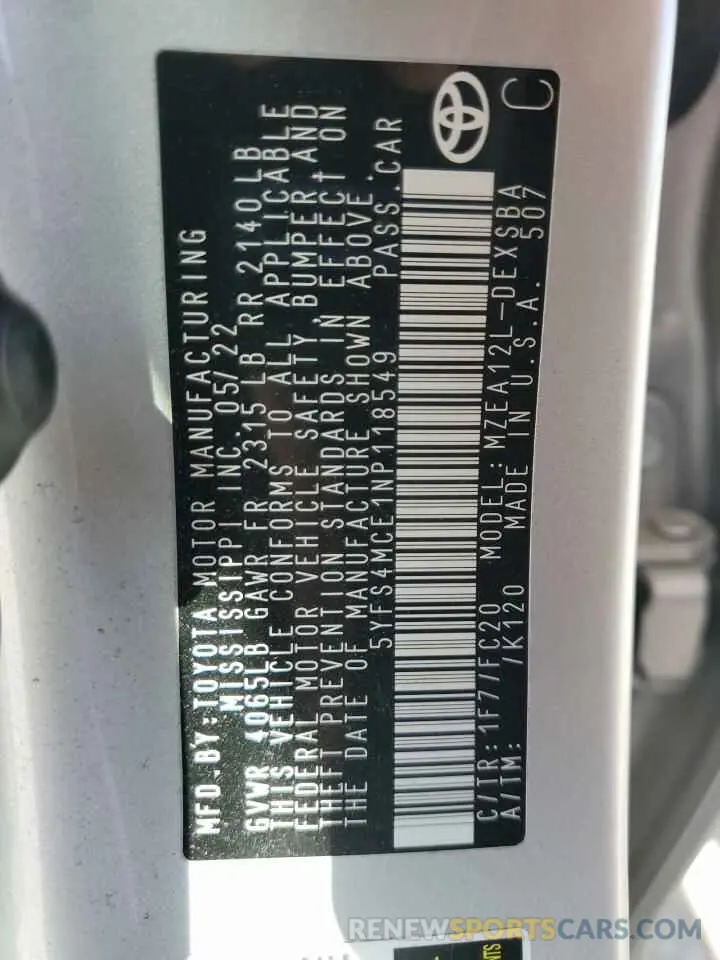 MFD.BY:TOYOTA MOTOR MANUFACTURING
MISSISSIPPI INC. 05/22
GVWR 4065LB GAWR FR 2315 LB RR 2140LB
THIS VEHICLE CONFORMS TO ALL APPLICABLE
FEDERAL MOTOR VEHICLE SAFETY, BUMPER AND
THEFT PREVENTION STANDARDS IN EFFECT ON
THE DATE OF MANUFACTURE SHOWN ABOVE.
5YFS4MCE1NP118549 PASS.CAR
C/TR:1F7/FC20 MODEL:MZEA12L-DEXSBA
A/TM: /K120 MADE IN U.S.A. 507
C
RENEWSPORTSCARS.COM